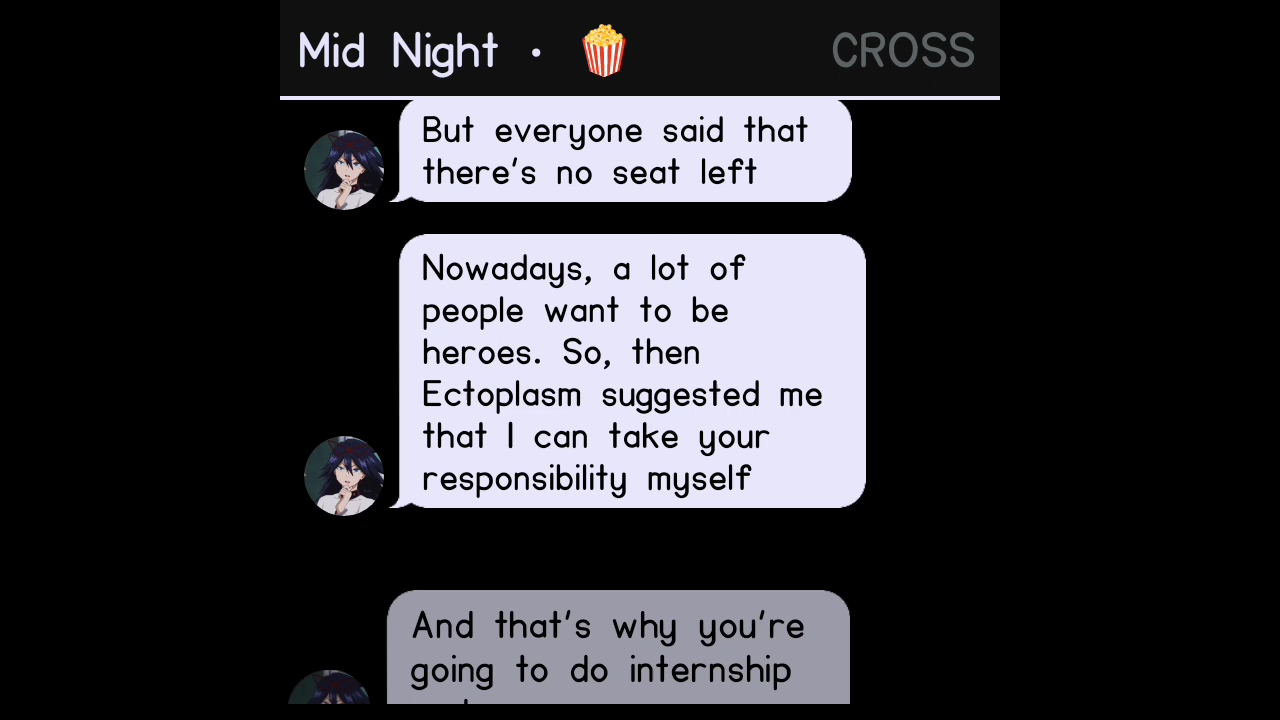 Mid Night • 🍿 CROSS
But everyone said that
there's no seat left
Nowadays, a lot of
people want to be
heroes. So, then
Ectoplasm suggested me
that I can take your
responsibility myself
And that's why you're
going to do internship